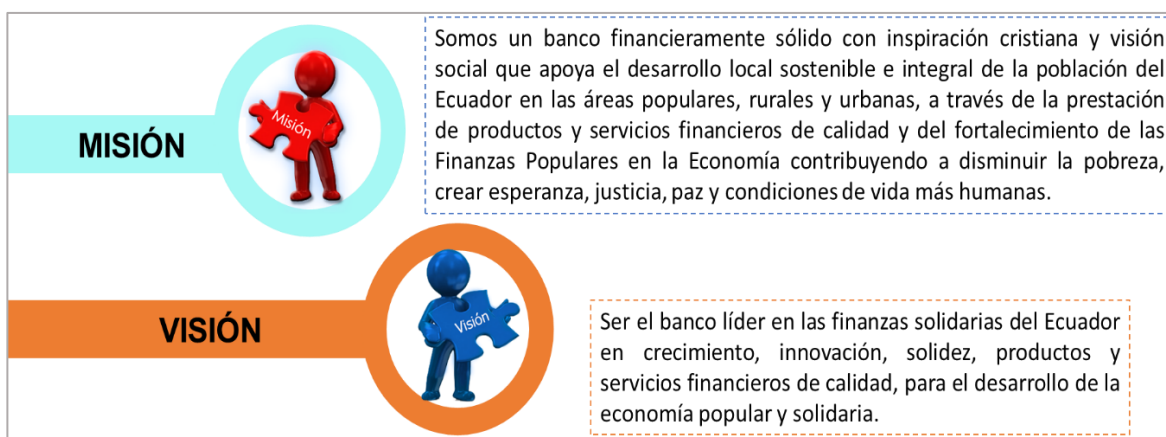 MISIÓN
Misión
Somos un banco financieramente sólido con inspiración cristiana y visión
social que apoya el desarrollo local sostenible e integral de la población del
Ecuador en las áreas populares, rurales y urbanas, a través de la prestación
de productos y servicios financieros de calidad y del fortalecimiento de las
Finanzas Populares en la Economía contribuyendo a disminuir la pobreza,
crear esperanza, justicia, paz y condiciones de vida más humanas.
VISIÓN
Visión
Ser el banco líder en las finanzas solidarias del Ecuador
en crecimiento, innovación, solidez, productos y
servicios financieros de calidad, para el desarrollo de la
economía popular y solidaria.